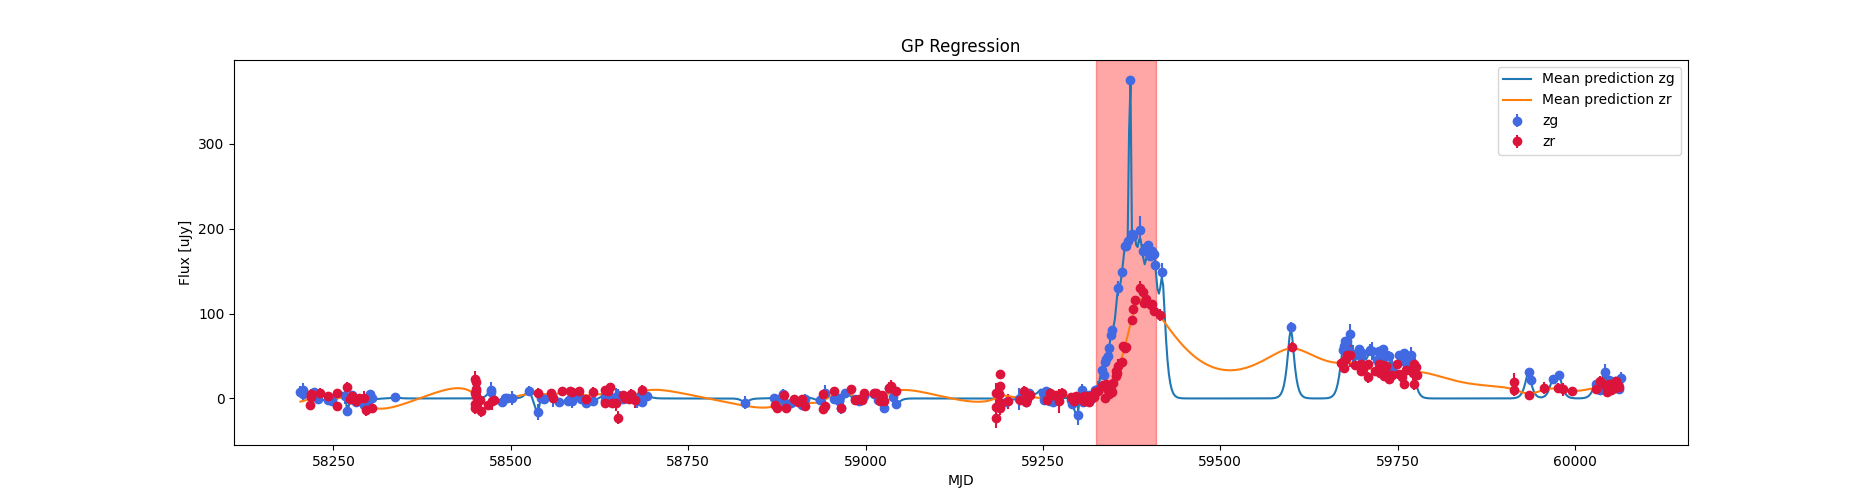 GP Regression
Mean prediction zg
Mean prediction zr
zg
zr
Flux [uJy]
300
200
100
0
58250 58500 58750 59000 59250 59500 59750 60000
MJD